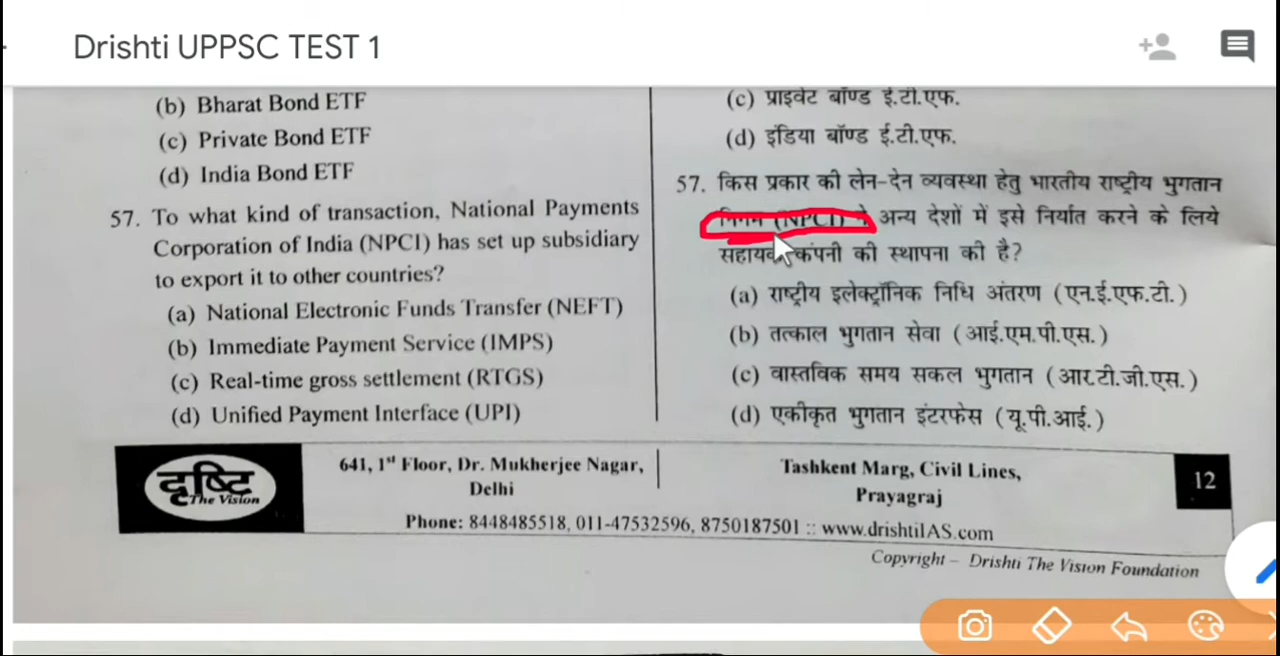 Drishti UPPSC TEST 1
(b) Bharat Bond ETF
(c) Private Bond ETF
(d) India Bond ETF
57. To what kind of transaction, National Payments
Corporation of India (NPCI) has set up subsidiary
to export it to other countries?
(a) National Electronic Funds Transfer (NEFT)
(b) Immediate Payment Service (IMPS)
(c) Real-time gross settlement (RTGS)
(d) Unified Payment Interface (UPI)
(c) प्राइवेट बॉण्ड ई.टी.एफ.
(d) इंडिया बॉण्ड ई.टी.एफ.
57. किस प्रकार की लेन-देन व्यवस्था हेतु भारतीय राष्ट्रीय भुगतान
निगम (NPCI) ने अन्य देशों में इसे निर्यात करने के लिये
सहायक कंपनी की स्थापना की है?
(a) राष्ट्रीय इलेक्ट्रॉनिक निधि अंतरण (एन.ई.एफ.टी.)
(b) तत्काल भुगतान सेवा (आई.एम.पी.एस.)
(c) वास्तविक समय सकल भुगतान (आर.टी.जी.एस.)
(d) एकीकृत भुगतान इंटरफेस (यू.पी.आई.)
दृष्टि
The Vision
641, 1st Floor, Dr. Mukherjee Nagar,
Delhi
Tashkent Marg, Civil Lines,
Prayagraj
12
Phone: 8448485518, 011-47532596, 8750187501 :: www.drishtiIAS.com
Copyright – Drishti The Vision Foundation